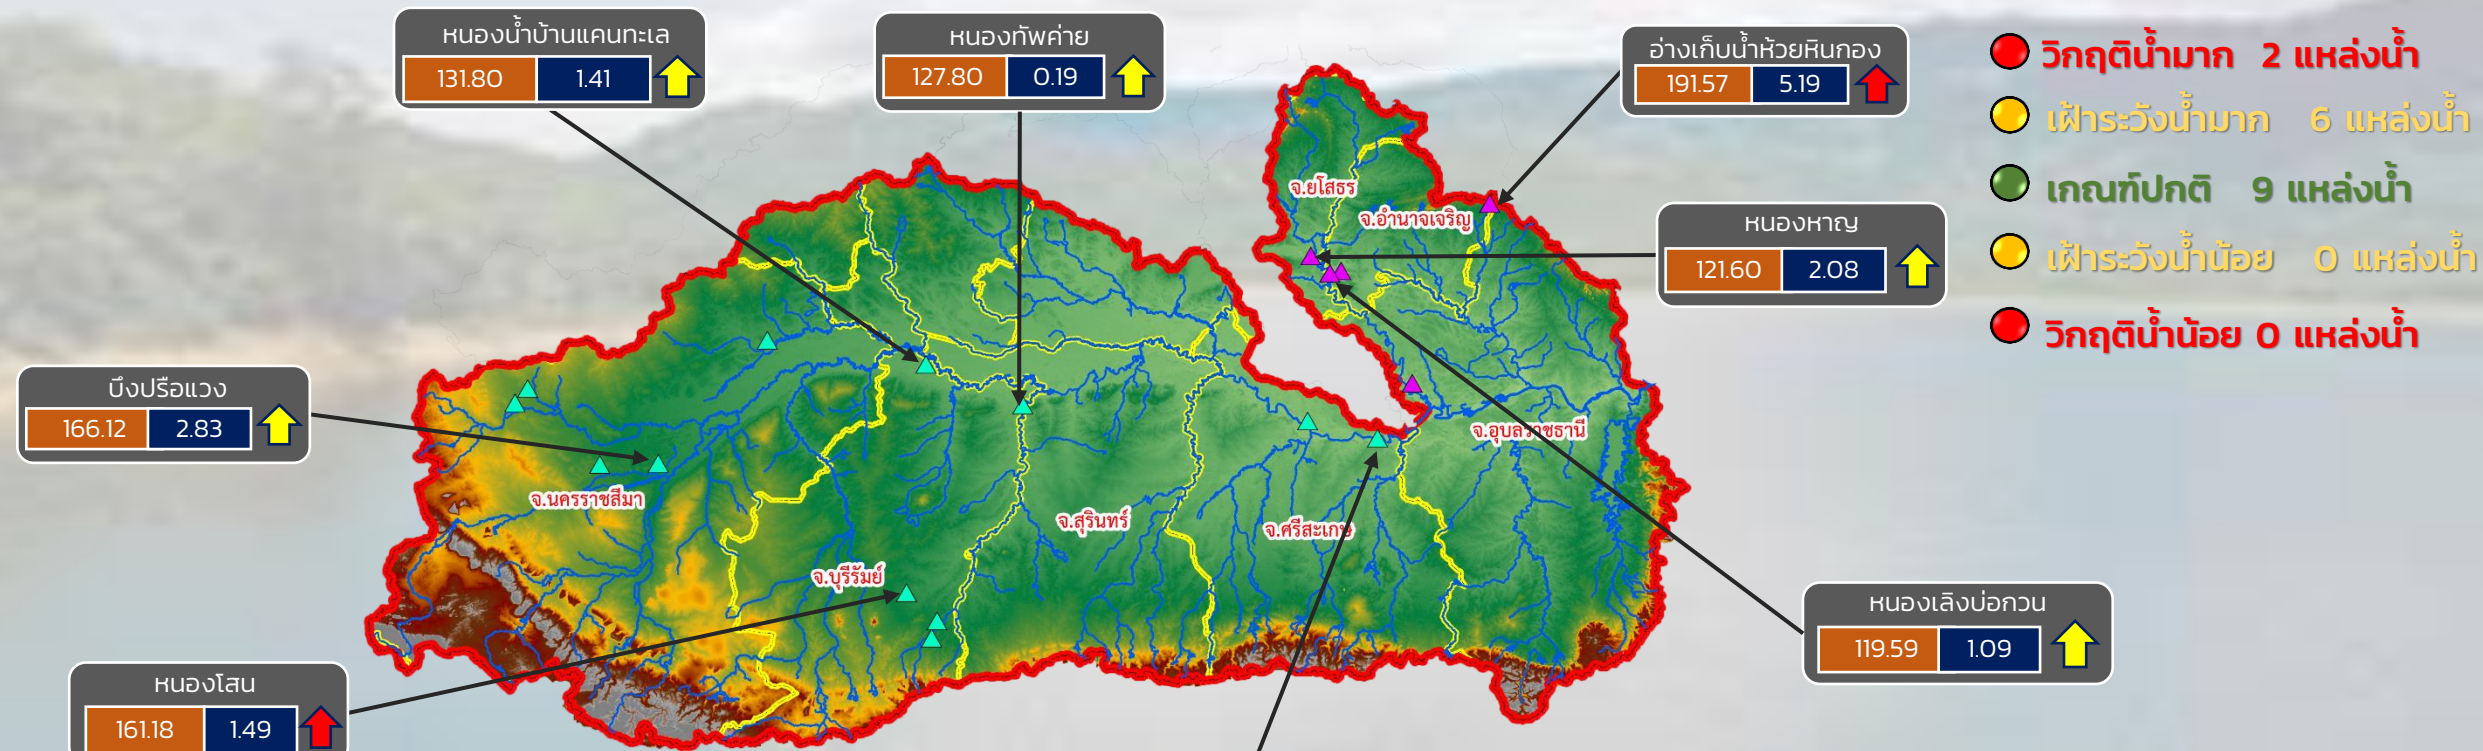 หนองน้ำบ้านแคนทะเล
131.80 1.41
หนองทัพค่าย
127.80 0.19
อ่างเก็บน้ำห้วยหินกอง
191.57 5.19
วิกฤติน้ำมาก 2 แหล่งน้ำ
เฝ้าระวังน้ำมาก 6 แหล่งน้ำ
เกณฑ์ปกติ 9 แหล่งน้ำ
เฝ้าระวังน้ำน้อย 0 แหล่งน้ำ
วิกฤติน้ำน้อย 0 แหล่งน้ำ
จ.ยโสธร
จ.อำนาจเจริญ
หนองหาญ
121.60 2.08
บึงปรือแวง
166.12 2.83
จ.อุบลราชธานี
จ.นครราชสีมา
จ.สุรินทร์
จ.ศรีสะเกษ
จ.บุรีรัมย์
หนองเลิงบ่อกวน
119.59 1.09
หนองโสน
161.18 1.49